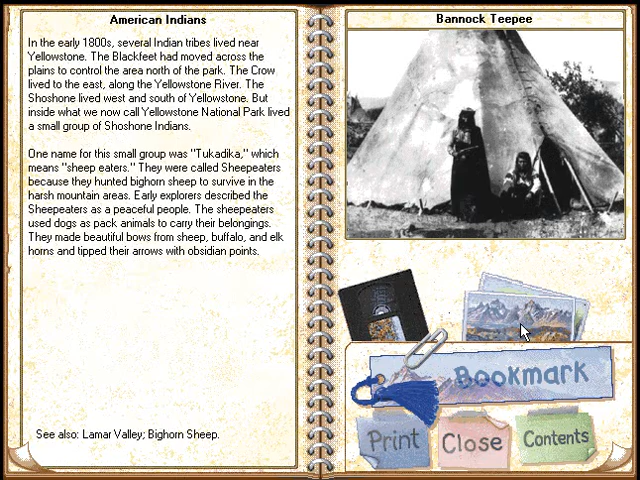 American Indians
In the early 1800s, several Indian tribes lived near
Yellowstone. The Blackfeet had moved across the
plains to control the area north of the park. The Crow
lived to the east, along the Yellowstone River. The
Shoshone lived west and south of Yellowstone. But
inside what we now call Yellowstone National Park lived
a small group of Shoshone Indians.
One name for this small group was "Tukadika," which
means "sheep eaters." They were called Sheepeaters
because they hunted bighorn sheep to survive in the
harsh mountain areas. Early explorers described the
Sheepeaters as a peaceful people. The sheepeaters
used dogs as pack animals to carry their belongings.
They made beautiful bows from sheep, buffalo, and elk
horns and tipped their arrows with obsidian points.
See also: Lamar Valley; Bighorn Sheep.
Bannock Teepee
Bookmark
Print
Close
Contents